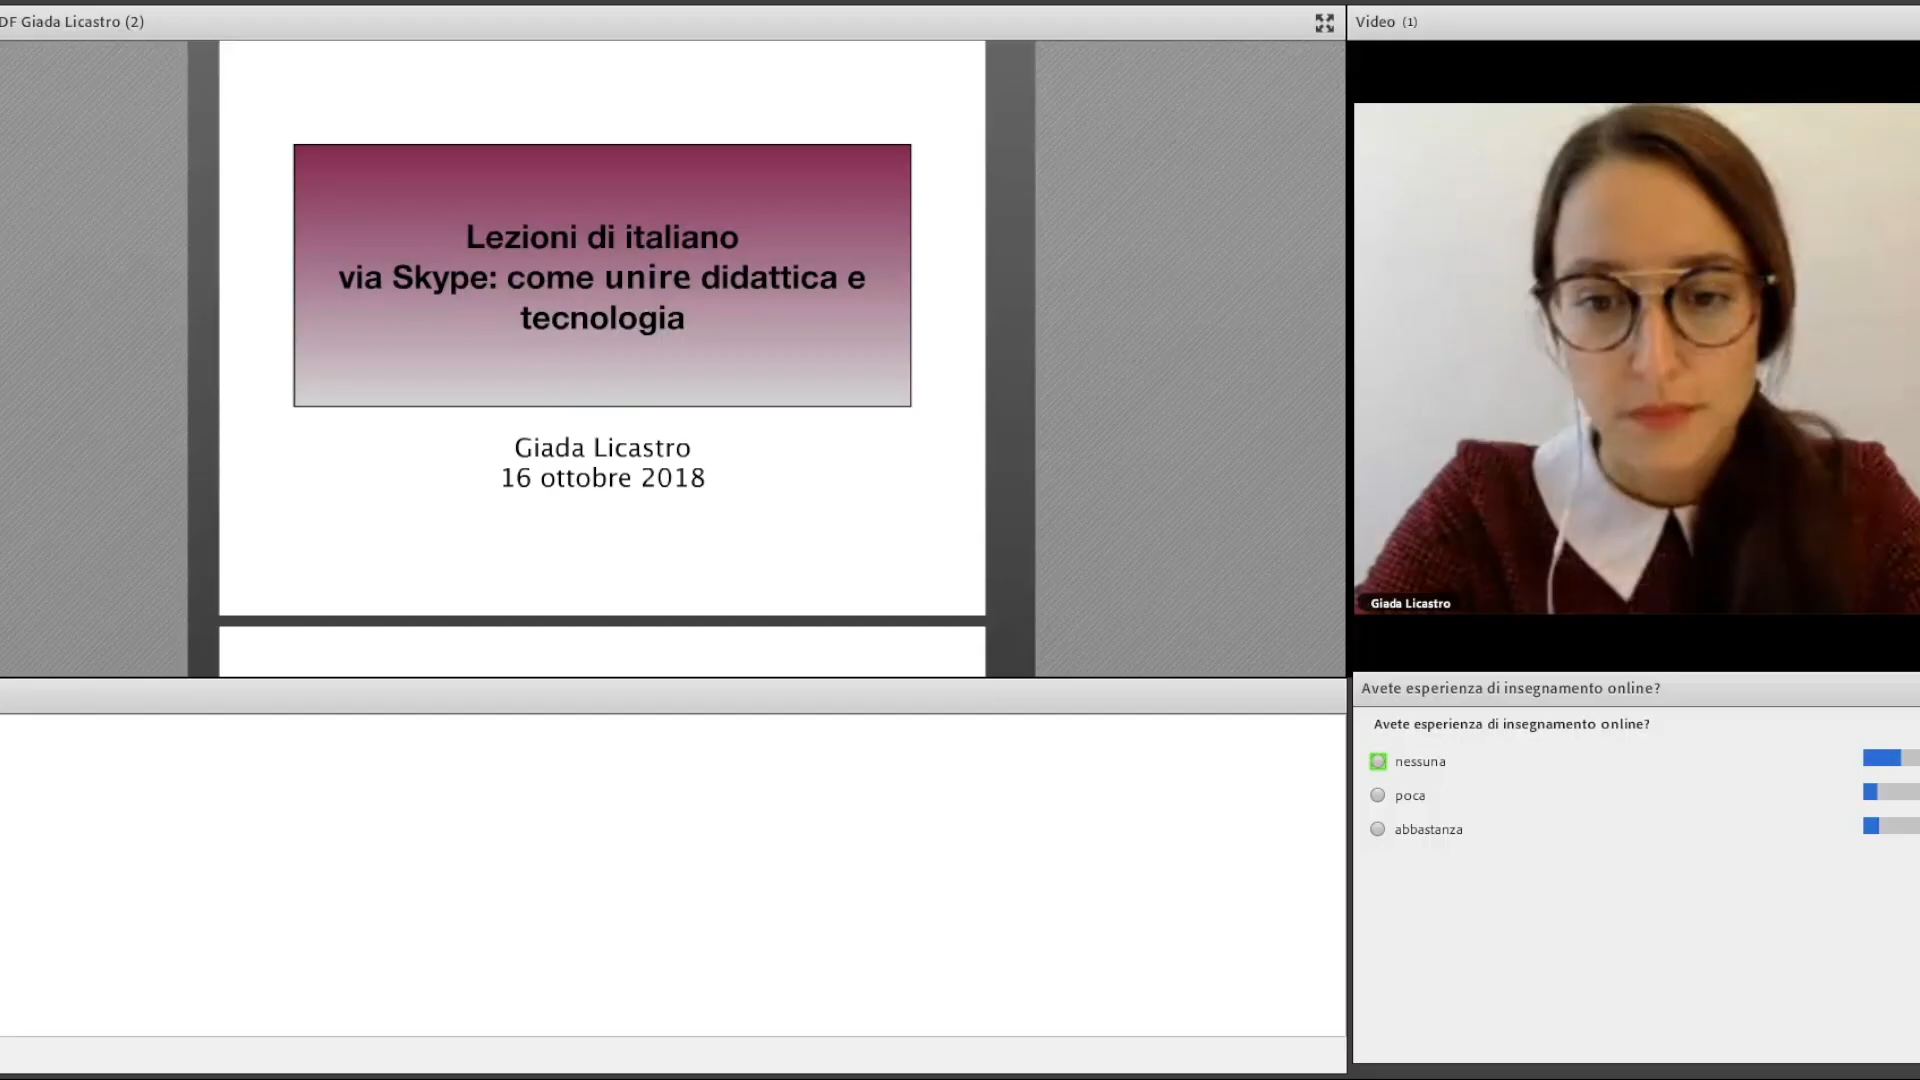 DF Giada Licastro (2)
Lezioni di italiano
via Skype: come unire didattica e
tecnologia
Giada Licastro
16 ottobre 2018
Video (1)
Giada Licastro
Avete esperienza di insegnamento online?
Avete esperienza di insegnamento online?
nessuna
poca
abbastanza